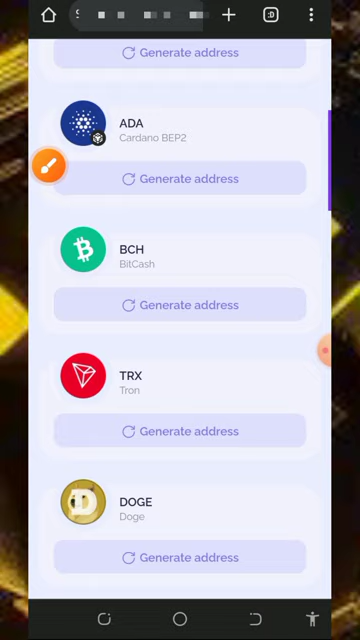 :D
Generate address
ADA
Cardano BEP2
Generate address
BCH
BitCash
Generate address
TRX
Tron
Generate address
DOGE
Doge
Generate address